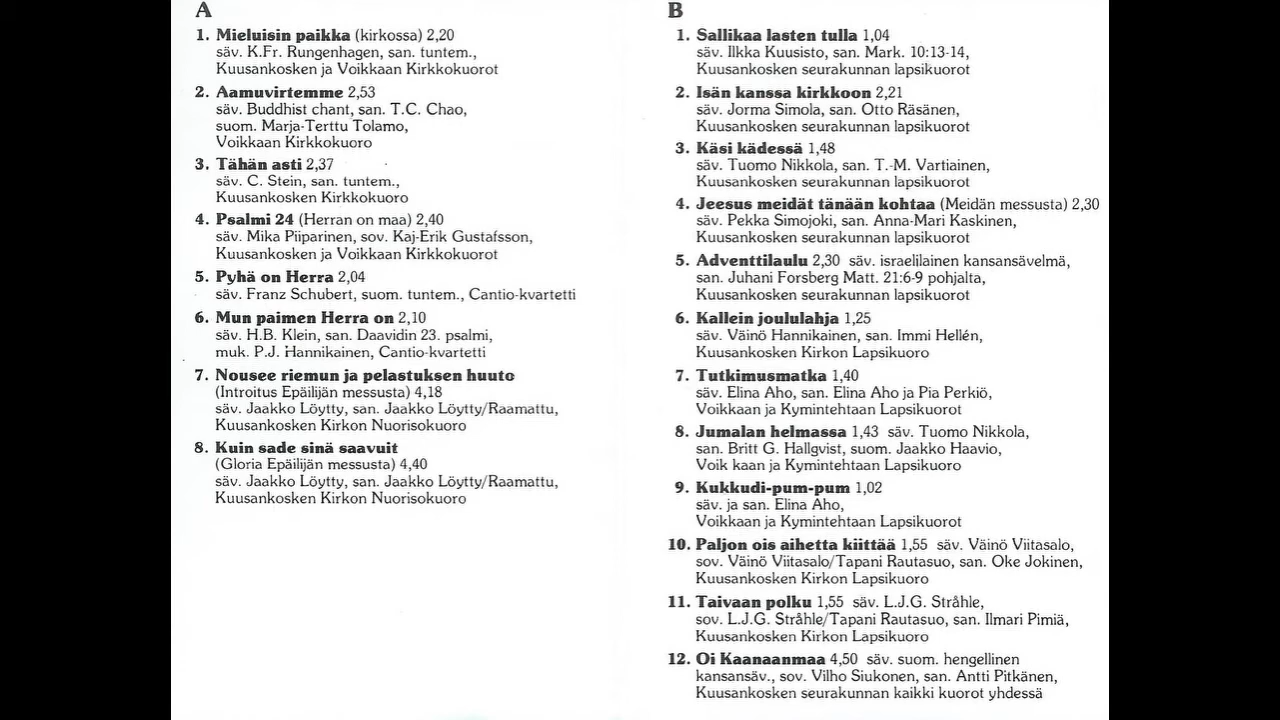 A
1. Mieluisin paikka (kirkossa) 2,20
säv. K.Fr. Rungenhagen, san. tuntem.,
Kuusankosken ja Voikkaan Kirkkokuorot
2. Aamuvirtemme 2,53
säv. Buddhist chant, san. T.C. Chao,
suom. Marja-Terttu Tolamo,
Voikkaan Kirkkokuoro
3. Tähän asti 2,37
säv. C. Stein, san. tuntem.,
Kuusankosken Kirkkokuoro
4. Psalmi 24 (Herran on maa) 2,40
säv. Mika Piiparinen, sov. Kaj-Erik Gustafsson,
Kuusankosken ja Voikkaan Kirkkokuorot
5. Pyhä on Herra 2,04
säv. Franz Schubert, suom. tuntem., Cantio-kvartetti
6. Mun paimen Herra on 2,10
säv. H.B. Klein, san. Daavidin 23. psalmi,
muk. P.J. Hannikainen, Cantio-kvartetti
7. Nousee riemun ja pelastuksen huuto
(Introitus Epäilijän messusta) 4,18
säv. Jaakko Löytty, san. Jaakko Löytty/Raamattu,
Kuusankosken Kirkon Nuorisokuoro
8. Kuin sade sinä saavuit
(Gloria Epäilijän messusta) 4,40
säv. Jaakko Löytty, san. Jaakko Löytty/Raamattu,
Kuusankosken Kirkon Nuorisokuoro
B
1. Sallikaa lasten tulla 1,04
säv. Ilkka Kuusisto, san. Mark. 10:13-14,
Kuusankosken seurakunnan lapsikuorot
2. Isän kanssa kirkkoon 2,21
säv. Jorma Simola, san. Otto Räsänen,
Kuusankosken seurakunnan lapsikuorot
3. Käsi kädessä 1,48
säv. Tuomo Nikkola, san. T.-M. Vartiainen,
Kuusankosken seurakunnan lapsikuorot
4. Jeesus meidät tänään kohtaa (Meidän messusta) 2,30
säv. Pekka Simojoki, san. Anna-Mari Kaskinen,
Kuusankosken seurakunnan lapsikuorot
5. Adventtilaulu 2,30 säv. israelilainen kansansävelmä,
san. Juhani Forsberg Matt. 21:6-9 pohjalta,
Kuusankosken seurakunnan lapsikuorot
6. Kallein joululahja 1,25
säv. Väinö Hannikainen, san. Immi Hellén,
Kuusankosken Kirkon Lapsikuoro
7. Tutkimusmatka 1,40
säv. Elina Aho, san. Elina Aho ja Pia Perkiö,
Voikkaan ja Kymintehtaan Lapsikuorot
8. Jumalan helmassa 1,43 säv. Tuomo Nikkola,
san. Britt G. Hallqvist, suom. Jaakko Haavio,
Voik kaan ja Kymintehtaan Lapsikuoro
9. Kukkudi-pum-pum 1,02
säv. ja san. Elina Aho,
Voikkaan ja Kymintehtaan Lapsikuorot
10. Paljon ois aihetta kiittää 1,55 säv. Väinö Viitasalo,
sov. Väinö Viitasalo/Tapani Rautasuo, san. Oke Jokinen,
Kuusankosken Kirkon Lapsikuoro
11. Taivaan polku 1,55 säv. L.J.G. Stråhle,
sov. L.J.G. Stråhle/Tapani Rautasuo, san. Ilmari Pimiä,
Kuusankosken Kirkon Lapsikuoro
12. Oi Kaanaanmaa 4,50 säv. suom. hengellinen
kansansäv., sov. Vilho Siukonen, san. Antti Pitkänen,
Kuusankosken seurakunnan kaikki kuorot yhdessä